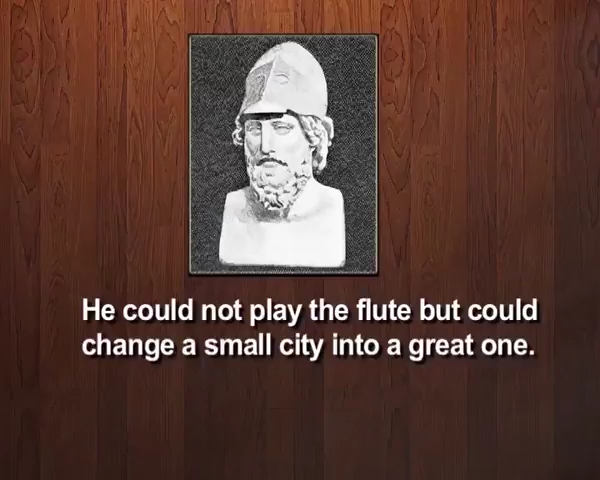 He could not play the flute but could
change a small city into a great one.